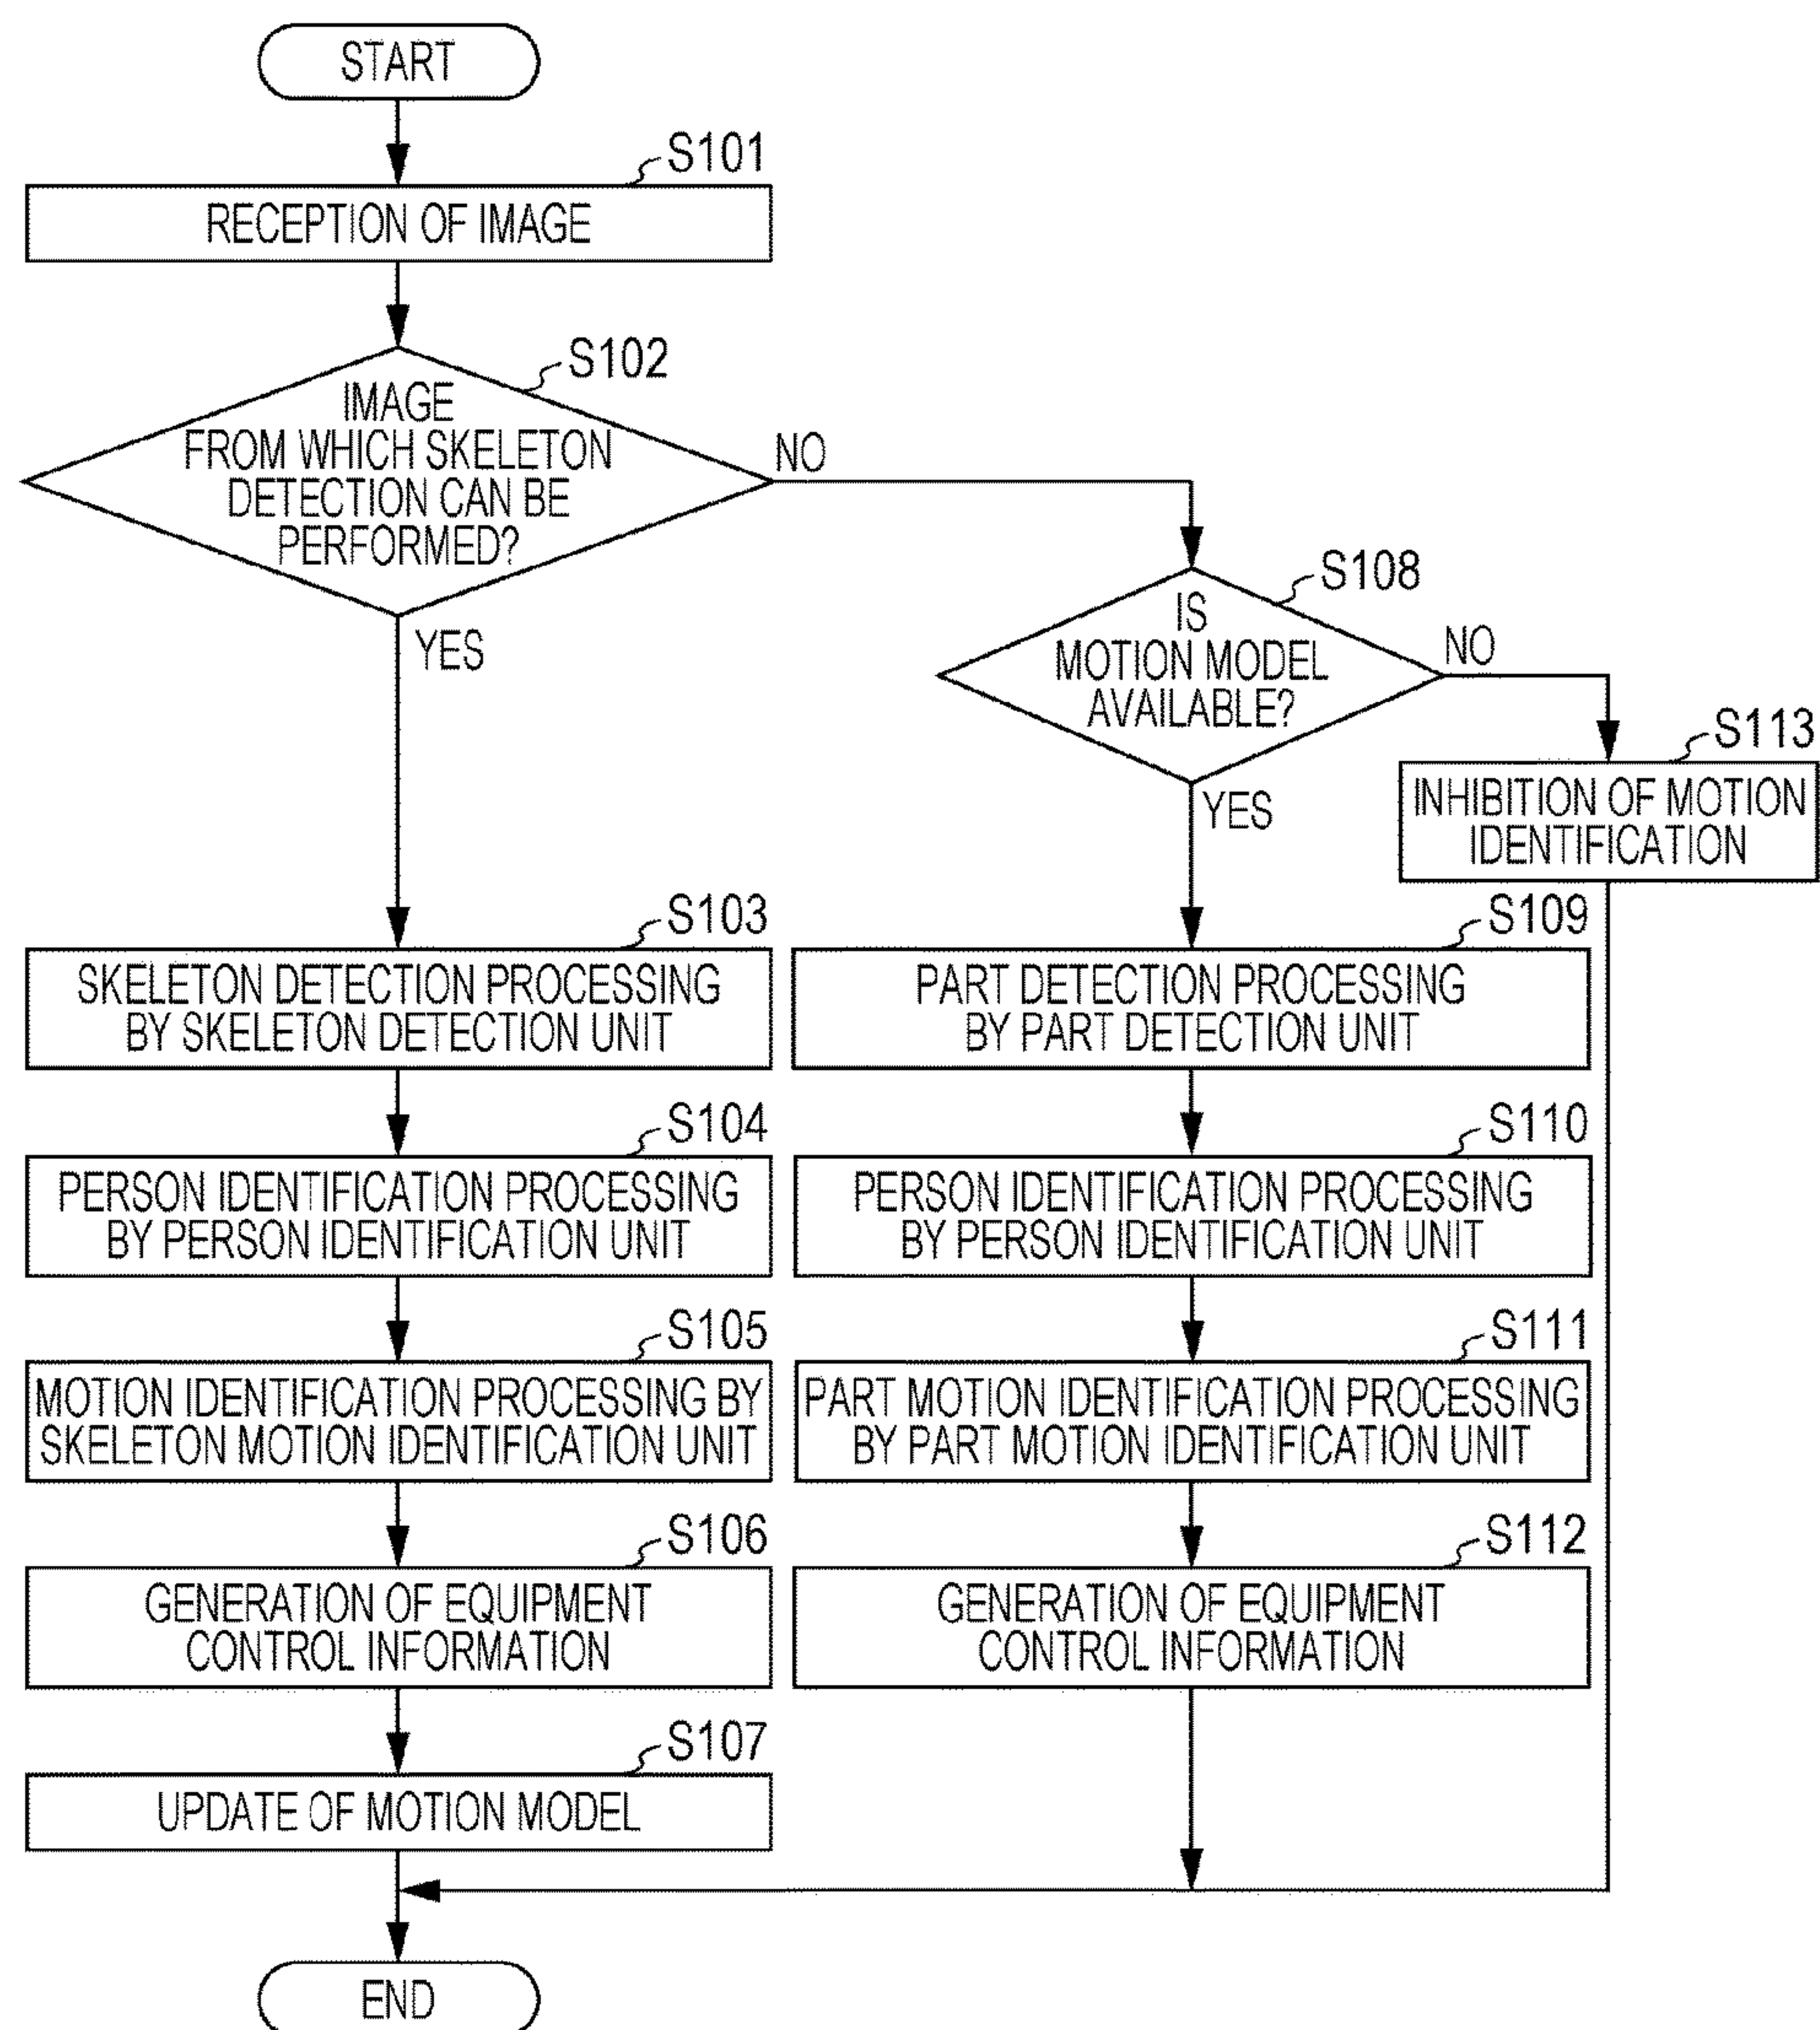 START
S101
RECEPTION OF IMAGE
S102
IMAGE
FROM WHICH SKELETON
DETECTION CAN BE
PERFORMED?
NO
YES
S108
IS
MOTION MODEL
AVAILABLE?
NO
YES
S113
INHIBITION OF MOTION
IDENTIFICATION
S103
SKELETON DETECTION PROCESSING
BY SKELETON DETECTION UNIT
S109
PART DETECTION PROCESSING
BY PART DETECTION UNIT
S104
PERSON IDENTIFICATION PROCESSING
BY PERSON IDENTIFICATION UNIT
S110
PERSON IDENTIFICATION PROCESSING
BY PERSON IDENTIFICATION UNIT
S105
MOTION IDENTIFICATION PROCESSING BY
SKELETON MOTION IDENTIFICATION UNIT
S111
PART MOTION IDENTIFICATION PROCESSING
BY PART MOTION IDENTIFICATION UNIT
S106
GENERATION OF EQUIPMENT
CONTROL INFORMATION
S112
GENERATION OF EQUIPMENT
CONTROL INFORMATION
S107
UPDATE OF MOTION MODEL
END